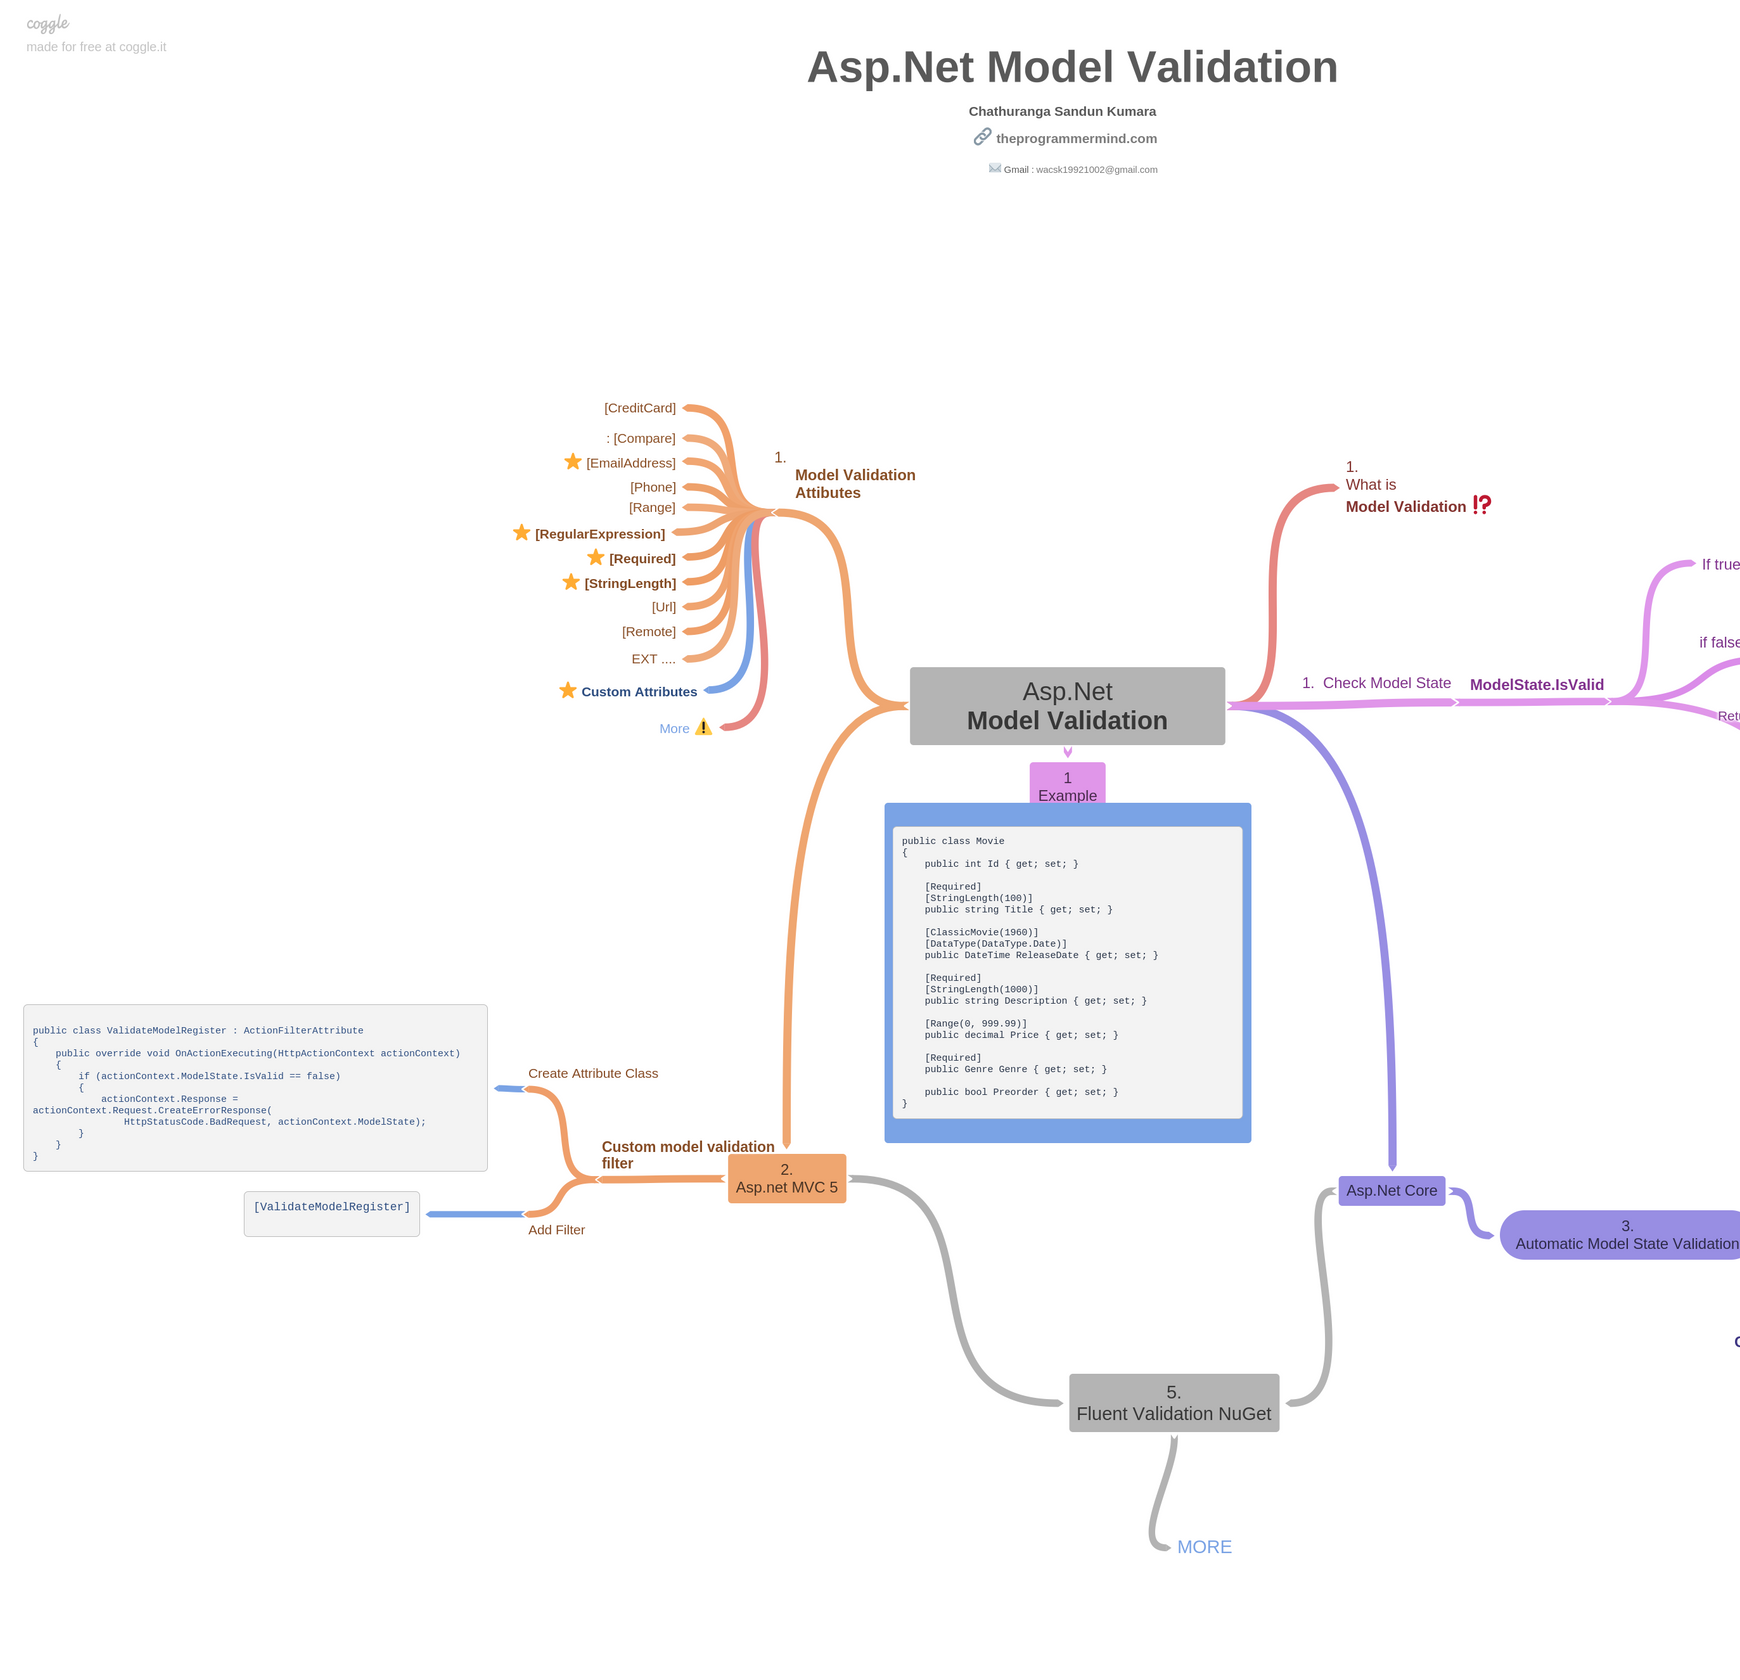 coggle
made for free at coggle.it
Asp.Net Model Validation
Chathuranga Sandun Kumara
theprogrammermind.com
Gmail : wacsk19921002@gmail.com
[CreditCard]
: [Compare]
[EmailAddress]
[Phone]
[Range]
[RegularExpression]
[Required]
[StringLength]
[Url]
[Remote]
EXT ....
Custom Attributes
More
1.
Model Validation
Attibutes
1.
What is
Model Validation ⁉
If true
if false
1. Check Model State
ModelState.IsValid
Retu
Asp.Net
Model Validation
1
Example
public class Movie
{
    public int Id { get; set; }

    [Required]
    [StringLength(100)]
    public string Title { get; set; }

    [ClassicMovie(1960)]
    [DataType(DataType.Date)]
    public DateTime ReleaseDate { get; set; }

    [Required]
    [StringLength(1000)]
    public string Description { get; set; }

    [Range(0, 999.99)]
    public decimal Price { get; set; }

    [Required]
    public Genre Genre { get; set; }

    public bool Preorder { get; set; }
}
public class ValidateModelRegister : ActionFilterAttribute
{
    public override void OnActionExecuting(HttpActionContext actionContext)
    {
        if (actionContext.ModelState.IsValid == false)
        {
            actionContext.Response =
actionContext.Request.CreateErrorResponse(
                HttpStatusCode.BadRequest, actionContext.ModelState);
        }
    }
}
Create Attribute Class
Custom model validation
filter
2.
Asp.net MVC 5
[ValidateModelRegister]
Add Filter
Asp.Net Core
3.
Automatic Model State Validation
5.
Fluent Validation NuGet
MORE